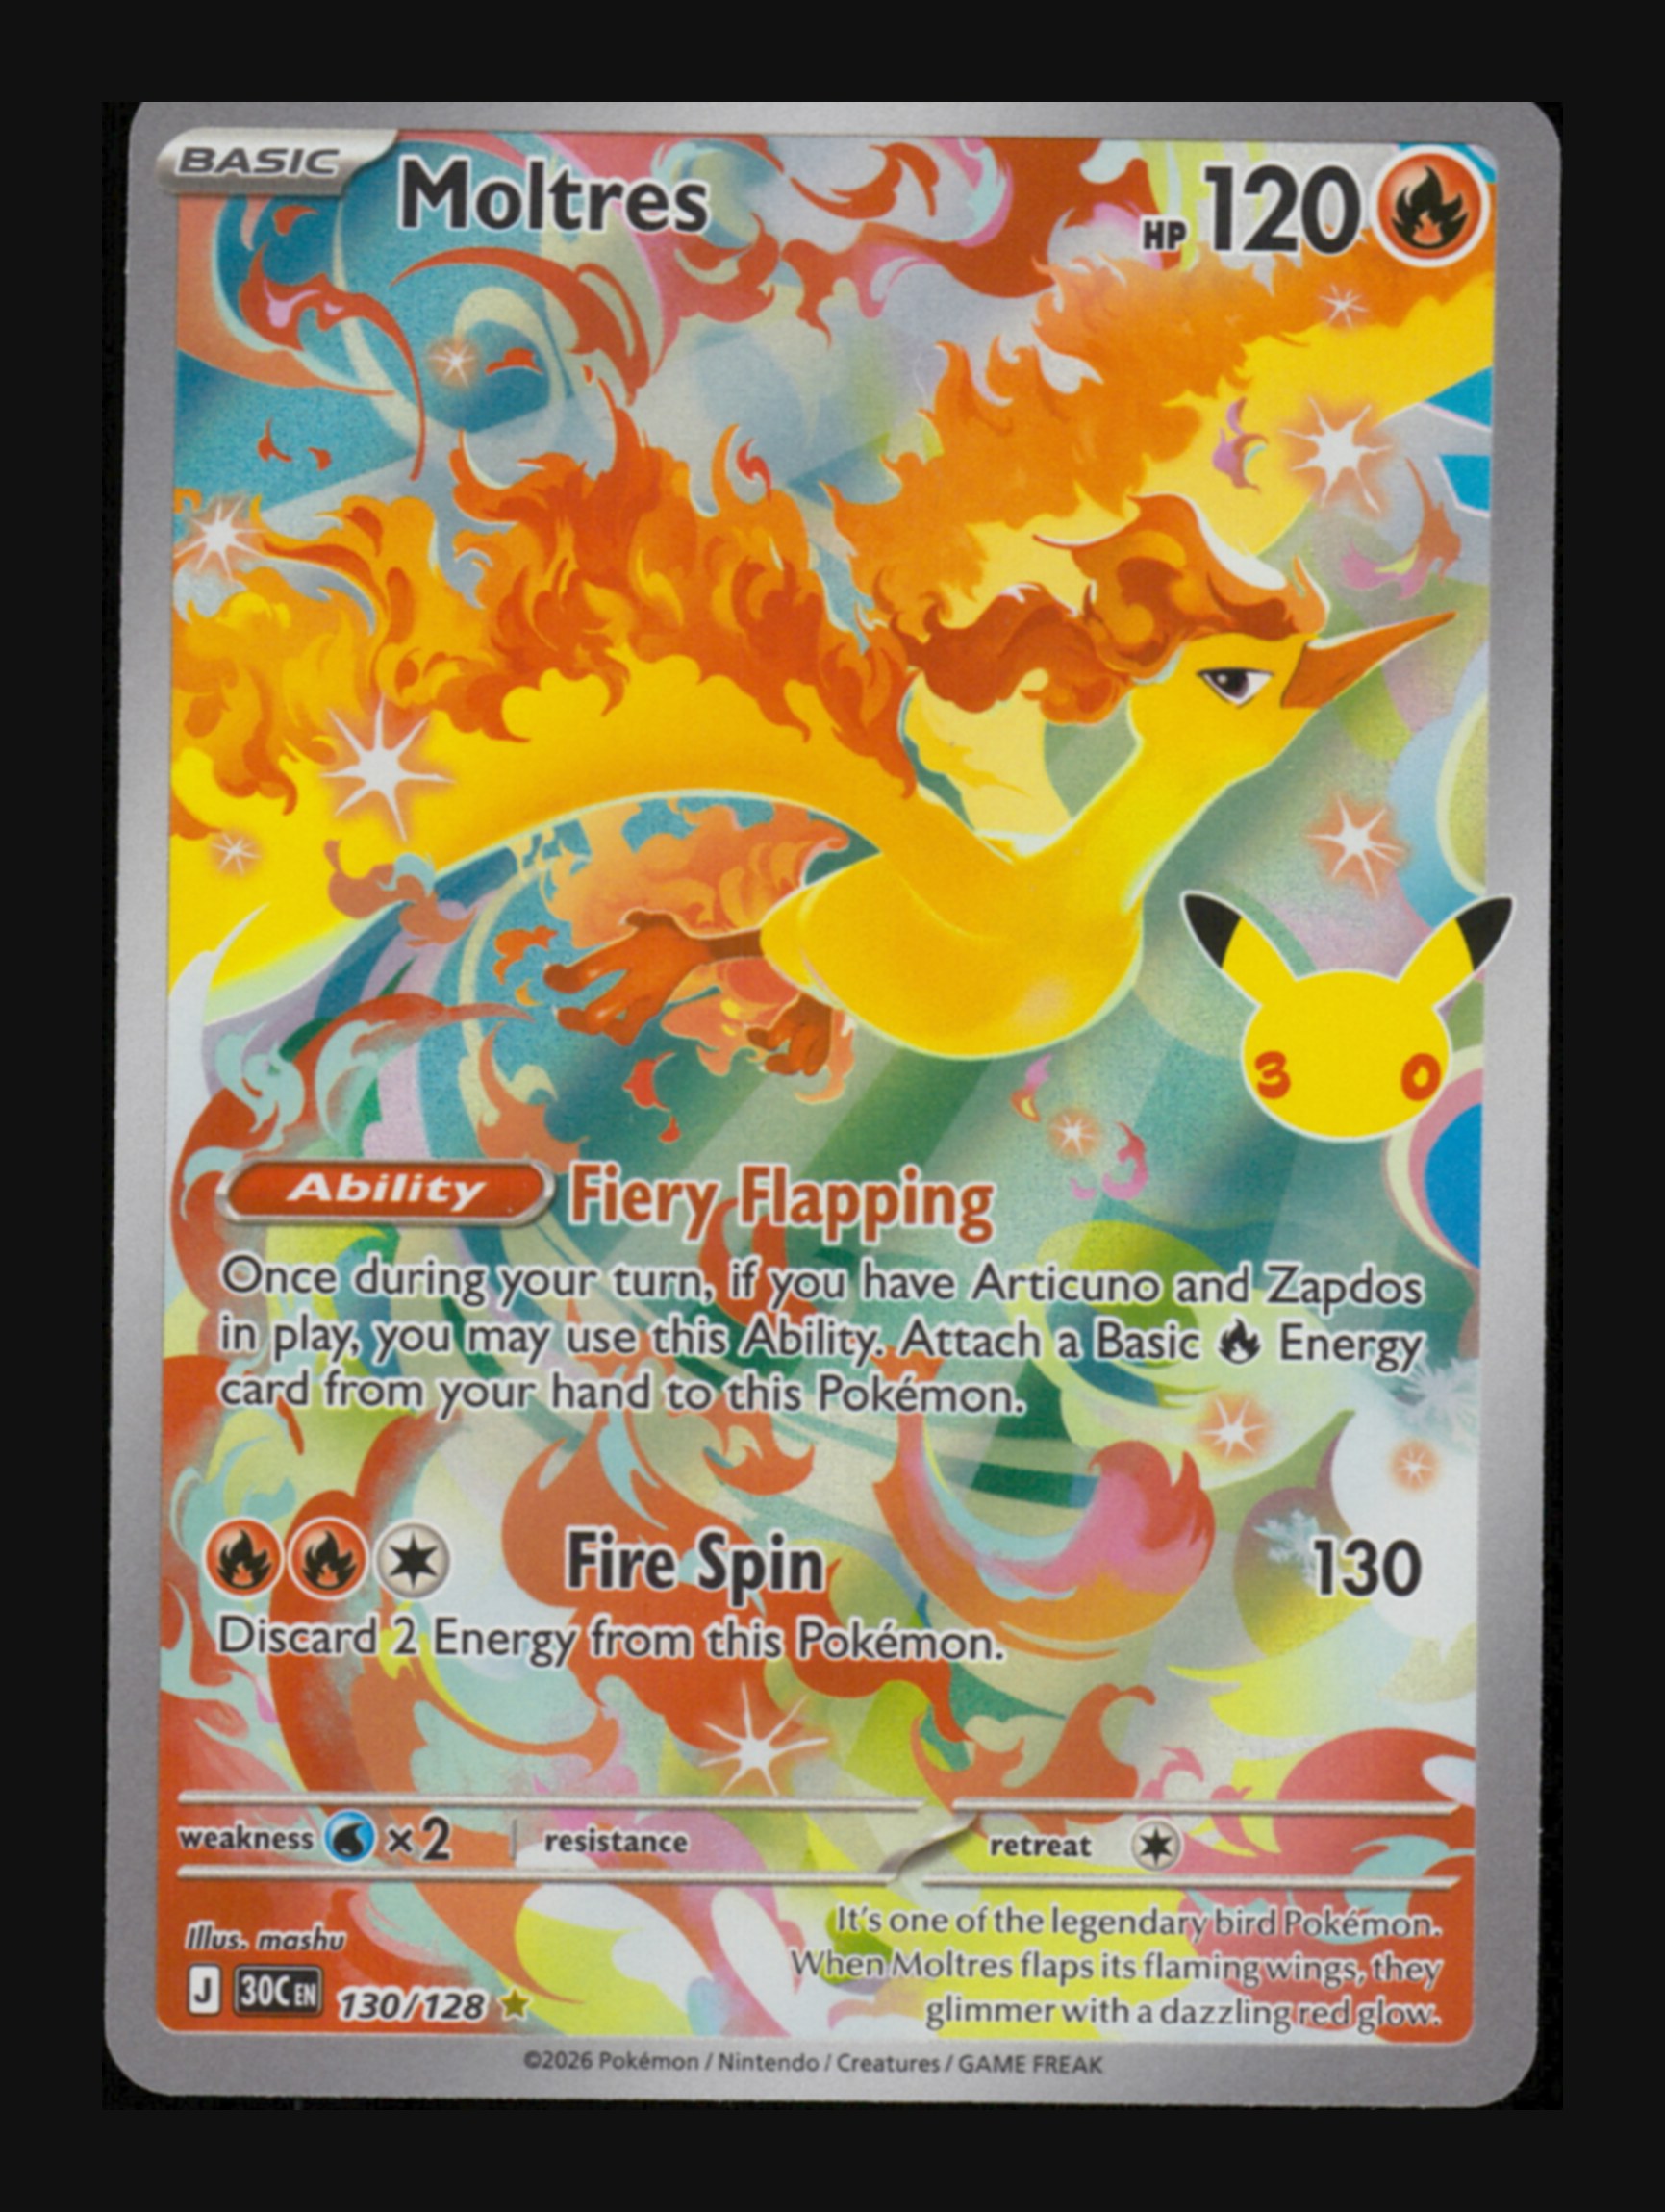 BASIC
Moltres
HP 120
3 0
Ability Fiery Flapping
Once during your turn, if you have Articuno and Zapdos
in play, you may use this Ability. Attach a Basic Energy
card from your hand to this Pokémon.
Fire Spin 130
Discard 2 Energy from this Pokémon.
weakness ×2 resistance retreat
Illus. mashu
It's one of the legendary bird Pokémon.
When Moltres flaps its flaming wings, they
glimmer with a dazzling red glow.
J 30C EN 130/128
©2026 Pokémon / Nintendo / Creatures / GAME FREAK